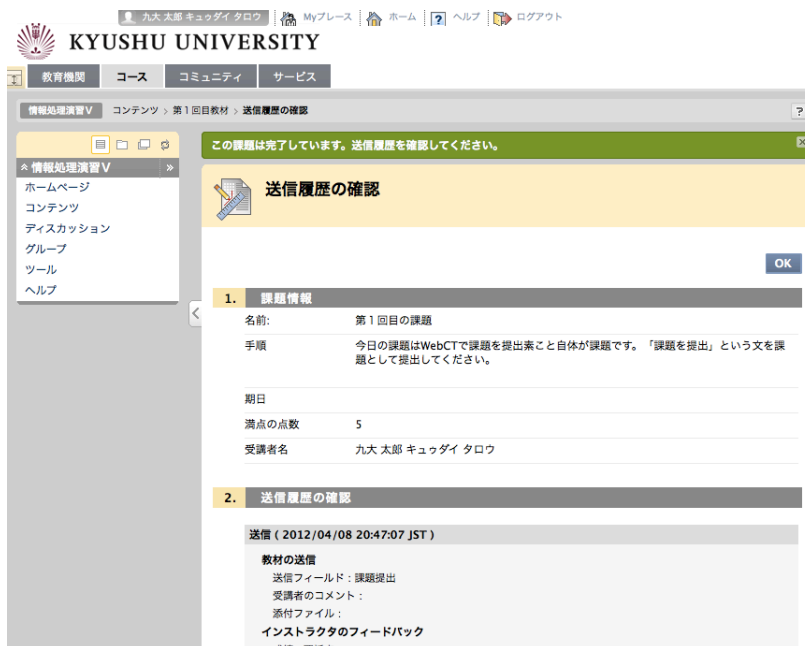 九大 太郎 キュゥダイ タロウ Myプレース ホーム ? ヘルプ ログアウト
KYUSHU UNIVERSITY
教育機関 コース コミュニティ サービス
情報処理演習Ⅴ コンテンツ > 第1回目教材 > 送信履歴の確認 ?
この課題は完了しています。送信履歴を確認してください。
情報処理演習Ⅴ
ホームページ
コンテンツ
ディスカッション
グループ
ツール
ヘルプ
送信履歴の確認
OK
1. 課題情報
名前: 第1回目の課題
手順 今日の課題はWebCTで課題を提出素こと自体が課題です。「課題を提出」という文を課
題として提出してください。
期日
満点の点数 5
受講者名 九大 太郎 キュゥダイ タロウ
2. 送信履歴の確認
送信 ( 2012/04/08 20:47:07 JST )
教材の送信
送信フィールド : 課題提出
受講者のコメント :
添付ファイル :
インストラクタのフィードバック